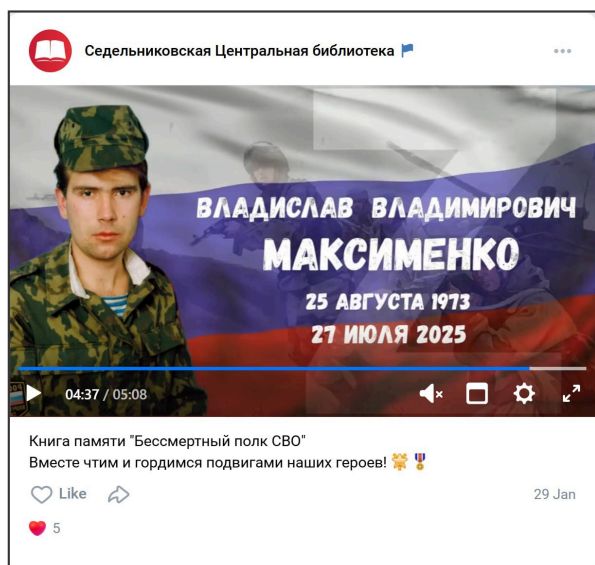 Седельниковская Центральная библиотека
ВЛАДИСЛАВ ВЛАДИМИРОВИЧ
МАКСИМЕНКО
25 АВГУСТА 1973
27 ИЮЛЯ 2025
04:37 / 05:08
Книга памяти "Бессмертный полк СВО"
Вместе чтим и гордимся подвигами наших героев!
Like
29 Jan
5